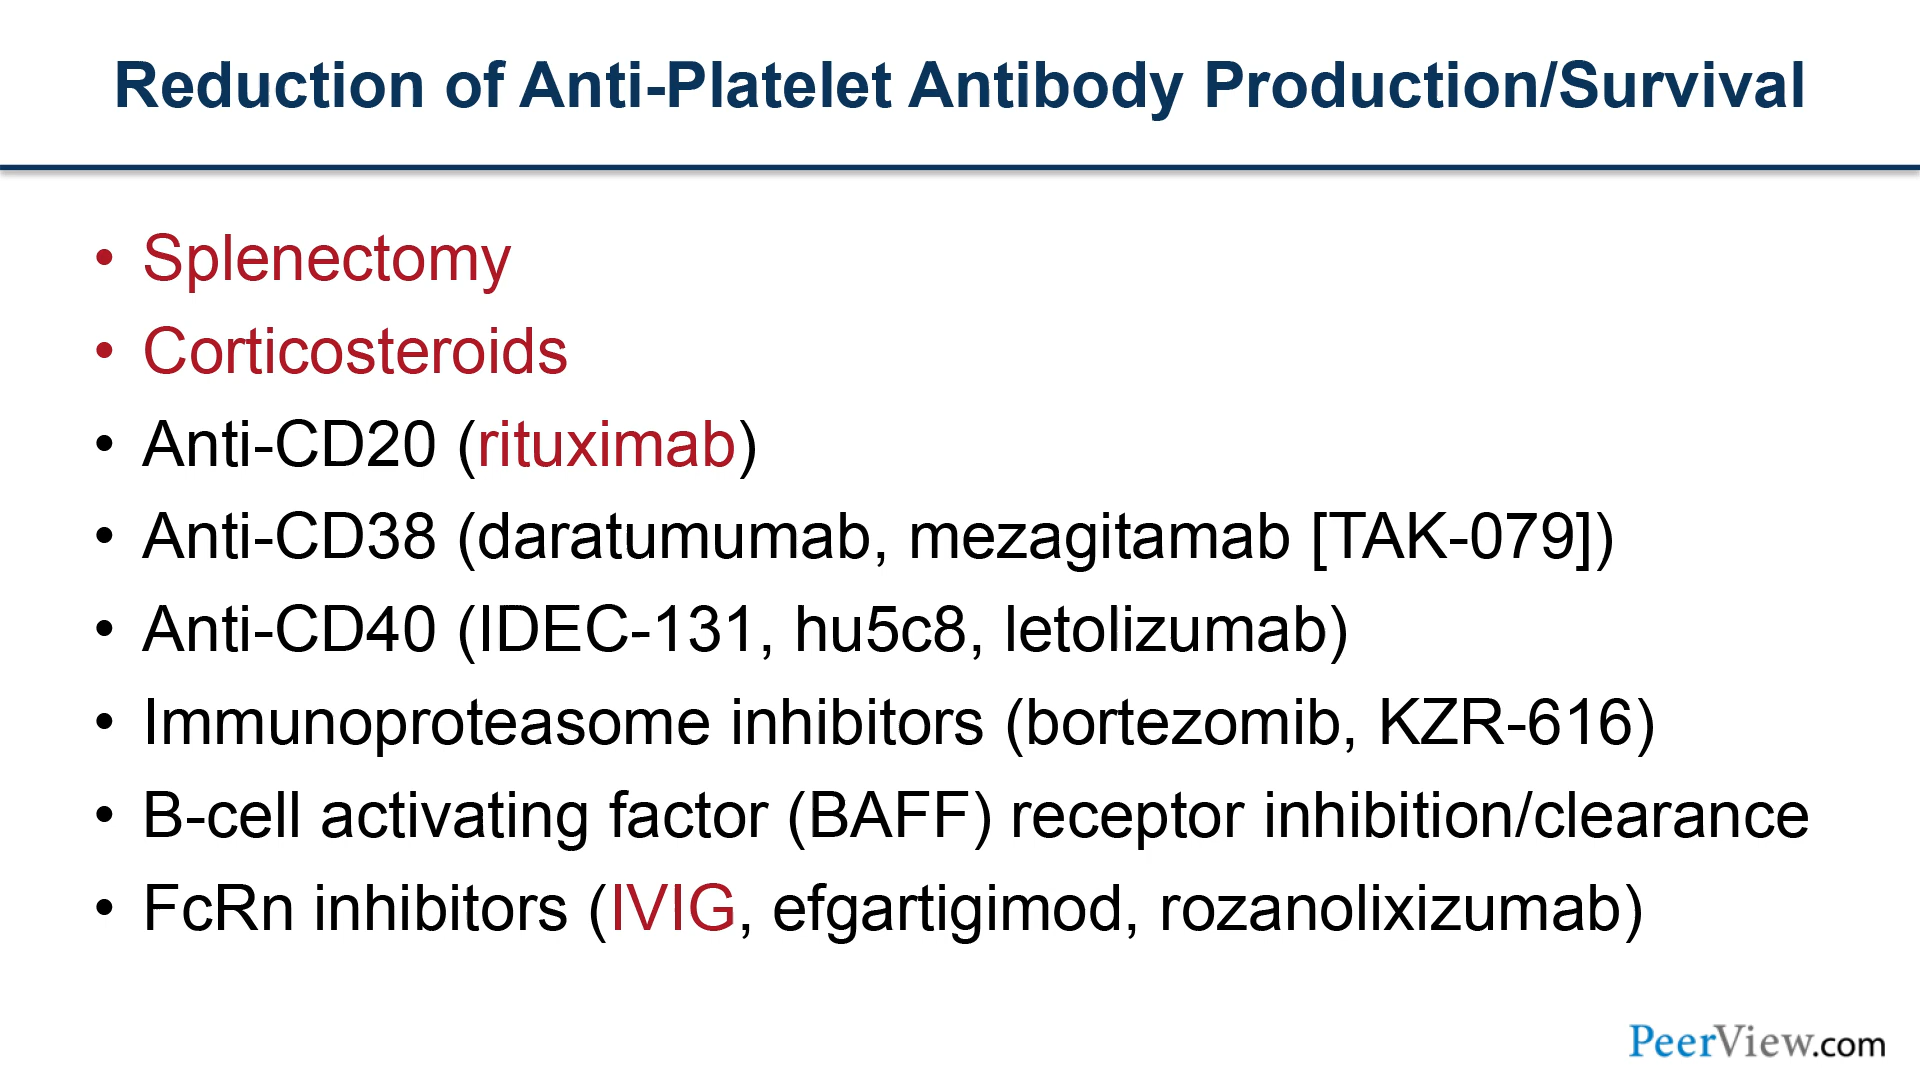 Reduction of Anti-Platelet Antibody Production/Survival
• Splenectomy
• Corticosteroids
• Anti-CD20 (rituximab)
• Anti-CD38 (daratumumab, mezagitamab [TAK-079])
• Anti-CD40 (IDEC-131, hu5c8, letolizumab)
• Immunoproteasome inhibitors (bortezomib, KZR-616)
• B-cell activating factor (BAFF) receptor inhibition/clearance
• FcRn inhibitors (IVIG, efgartigimod, rozanolixizumab)
PeerView.com